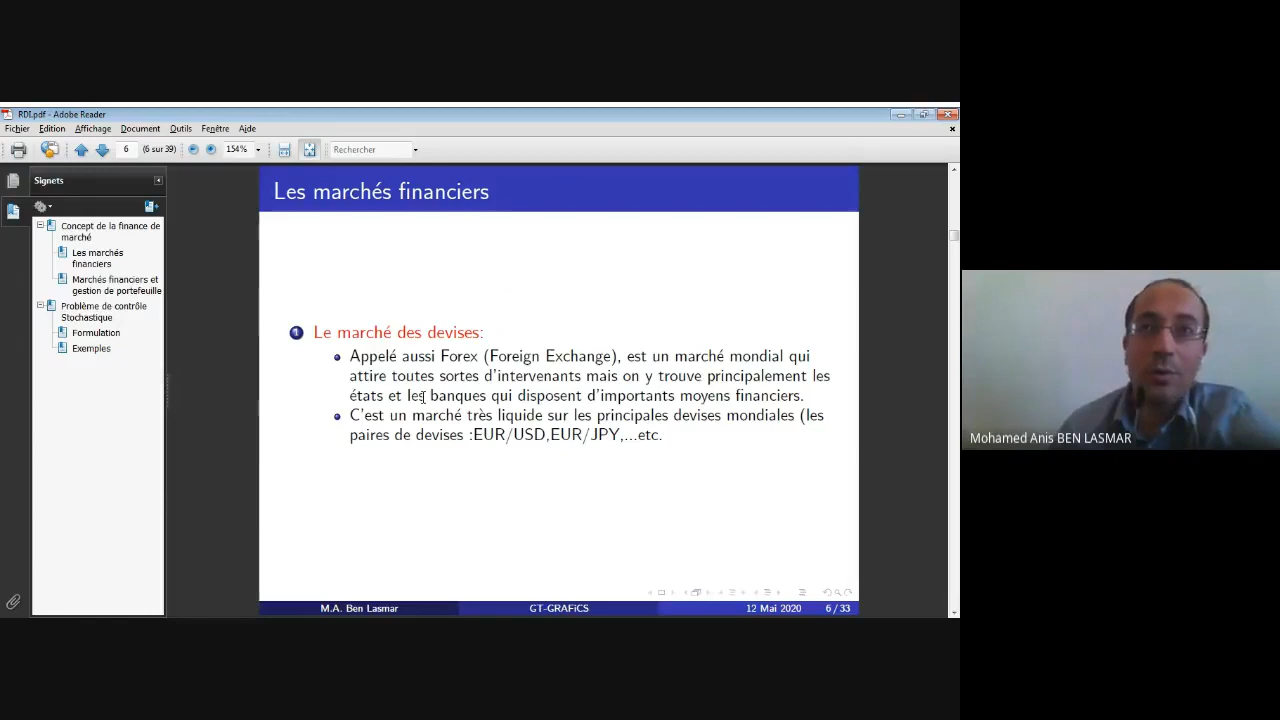 RDI.pdf - Adobe Reader
Fichier Edition Affichage Document Outils Fenêtre Aide
6 (6 sur 39) 154% Rechercher
Signets
Concept de la finance de
marché
Les marchés
financiers
Marchés financiers et
gestion de portefeuille
Problème de contrôle
Stochastique
Formulation
Exemples
Les marchés financiers
1 Le marché des devises:
Appelé aussi Forex (Foreign Exchange), est un marché mondial qui
attire toutes sortes d'intervenants mais on y trouve principalement les
états et les banques qui disposent d'importants moyens financiers.
C'est un marché très liquide sur les principales devises mondiales (les
paires de devises :EUR/USD,EUR/JPY,...etc.
M.A. Ben Lasmar GT-GRAFiCS 12 Mai 2020 6 / 33
Mohamed Anis BEN LASMAR